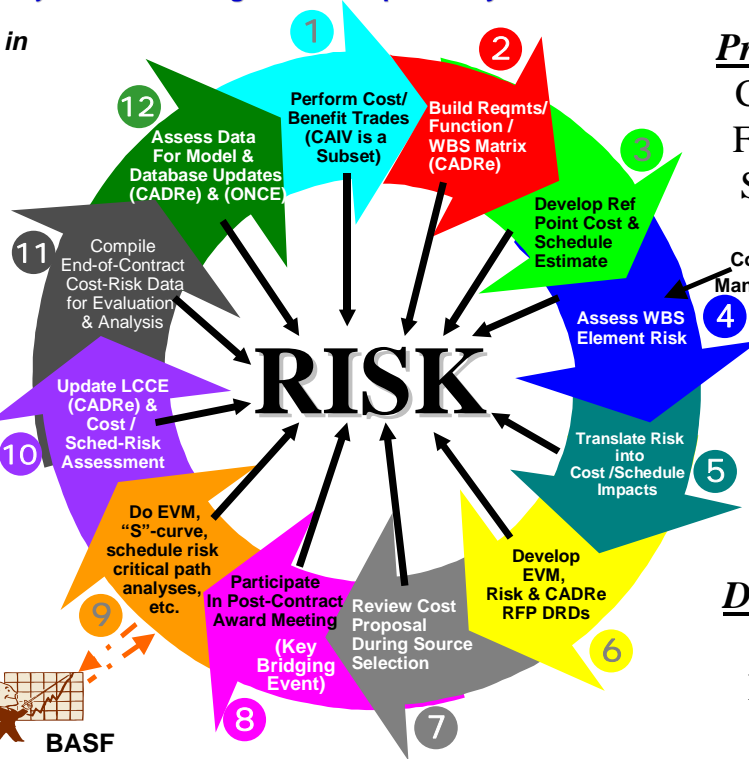 in
1
Perform Cost/
Benefit Trades
(CAIV is a
Subset)
2
Build Reqmts/
Function /
WBS Matrix
(CADRe)
3
Develop Ref
Point Cost &
Schedule
Estimate
4
Assess WBS
Element Risk
5
Translate Risk
into
Cost /Schedule
Impacts
6
Develop
EVM,
Risk & CADRe
RFP DRDs
7
Review Cost
Proposal
During Source
Selection
8
Participate
In Post-Contract
Award Meeting
(Key
Bridging
Event)
9
Do EVM,
“S”-curve,
schedule risk
critical path
analyses,
etc.
10
Update LCCE
(CADRe) &
Cost /
Sched-Risk
Assessment
11
Compile
End-of-Contract
Cost-Risk Data
for Evaluation
& Analysis
12
Assess Data
For Model &
Database Updates
(CADRe) & (ONCE)
RISK
BASF